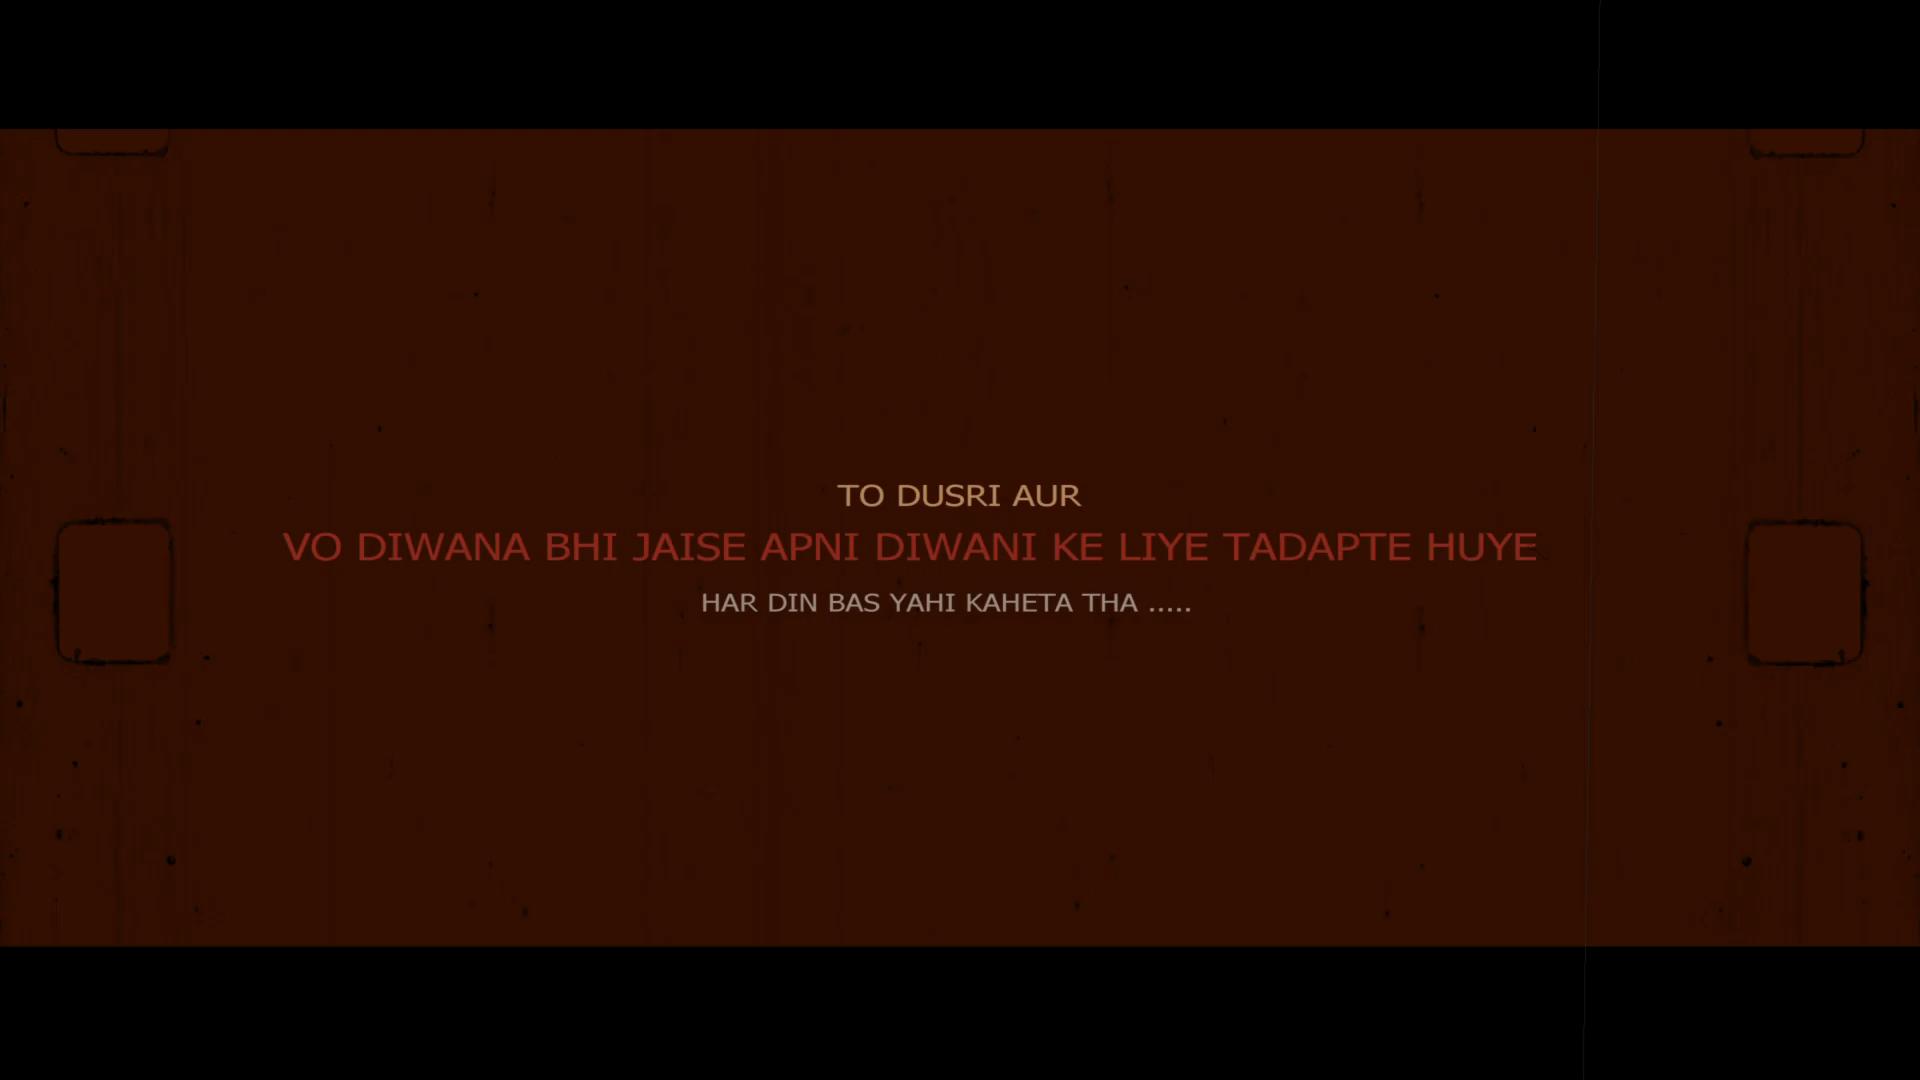 TO DUSRI AUR
VO DIWANA BHI JAISE APNI DIWANI KE LIYE TADAPTE HUYE
HAR DIN BAS YAHI KAHETA THA .....